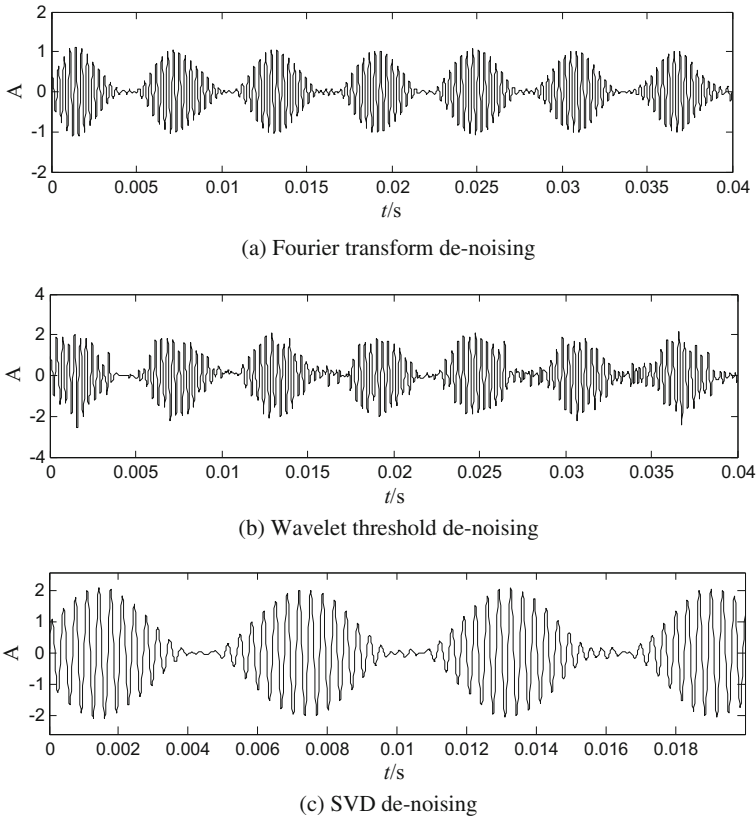 2
1
0
-1
-2
A
0 0.005 0.01 0.015 0.02 0.025 0.03 0.035 0.04
t/s
(a) Fourier transform de-noising
4
2
0
-2
-4
A
0 0.005 0.01 0.015 0.02 0.025 0.03 0.035 0.04
t/s
(b) Wavelet threshold de-noising
2
1
0
-1
-2
A
0 0.002 0.004 0.006 0.008 0.01 0.012 0.014 0.016 0.018
t/s
(c) SVD de-noising